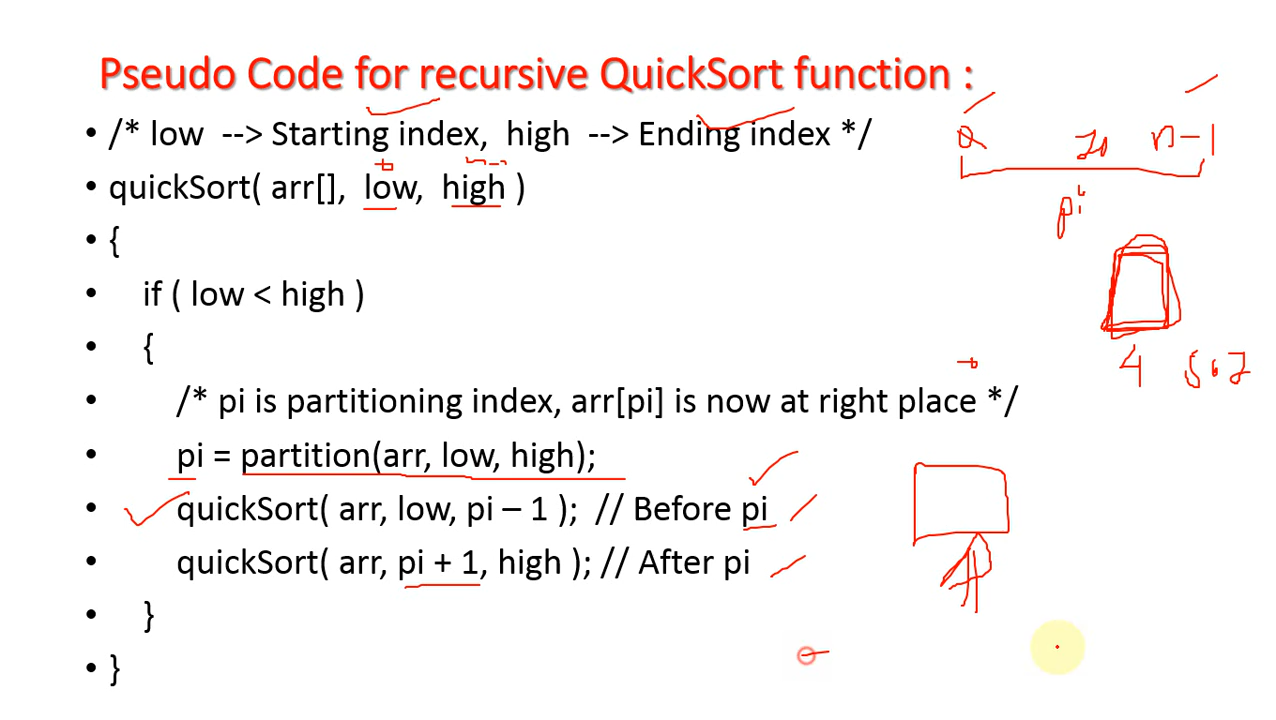 Pseudo Code for recursive QuickSort function :
• /* low --> Starting index, high --> Ending index */
n-1
• quickSort( arr[], low, high )
pi
• {
• if ( low < high )
• {
4
• /* pi is partitioning index, arr[pi] is now at right place */
• pi = partition(arr, low, high);
• quickSort( arr, low, pi – 1 ); // Before pi
• quickSort( arr, pi + 1, high ); // After pi
• }
• }